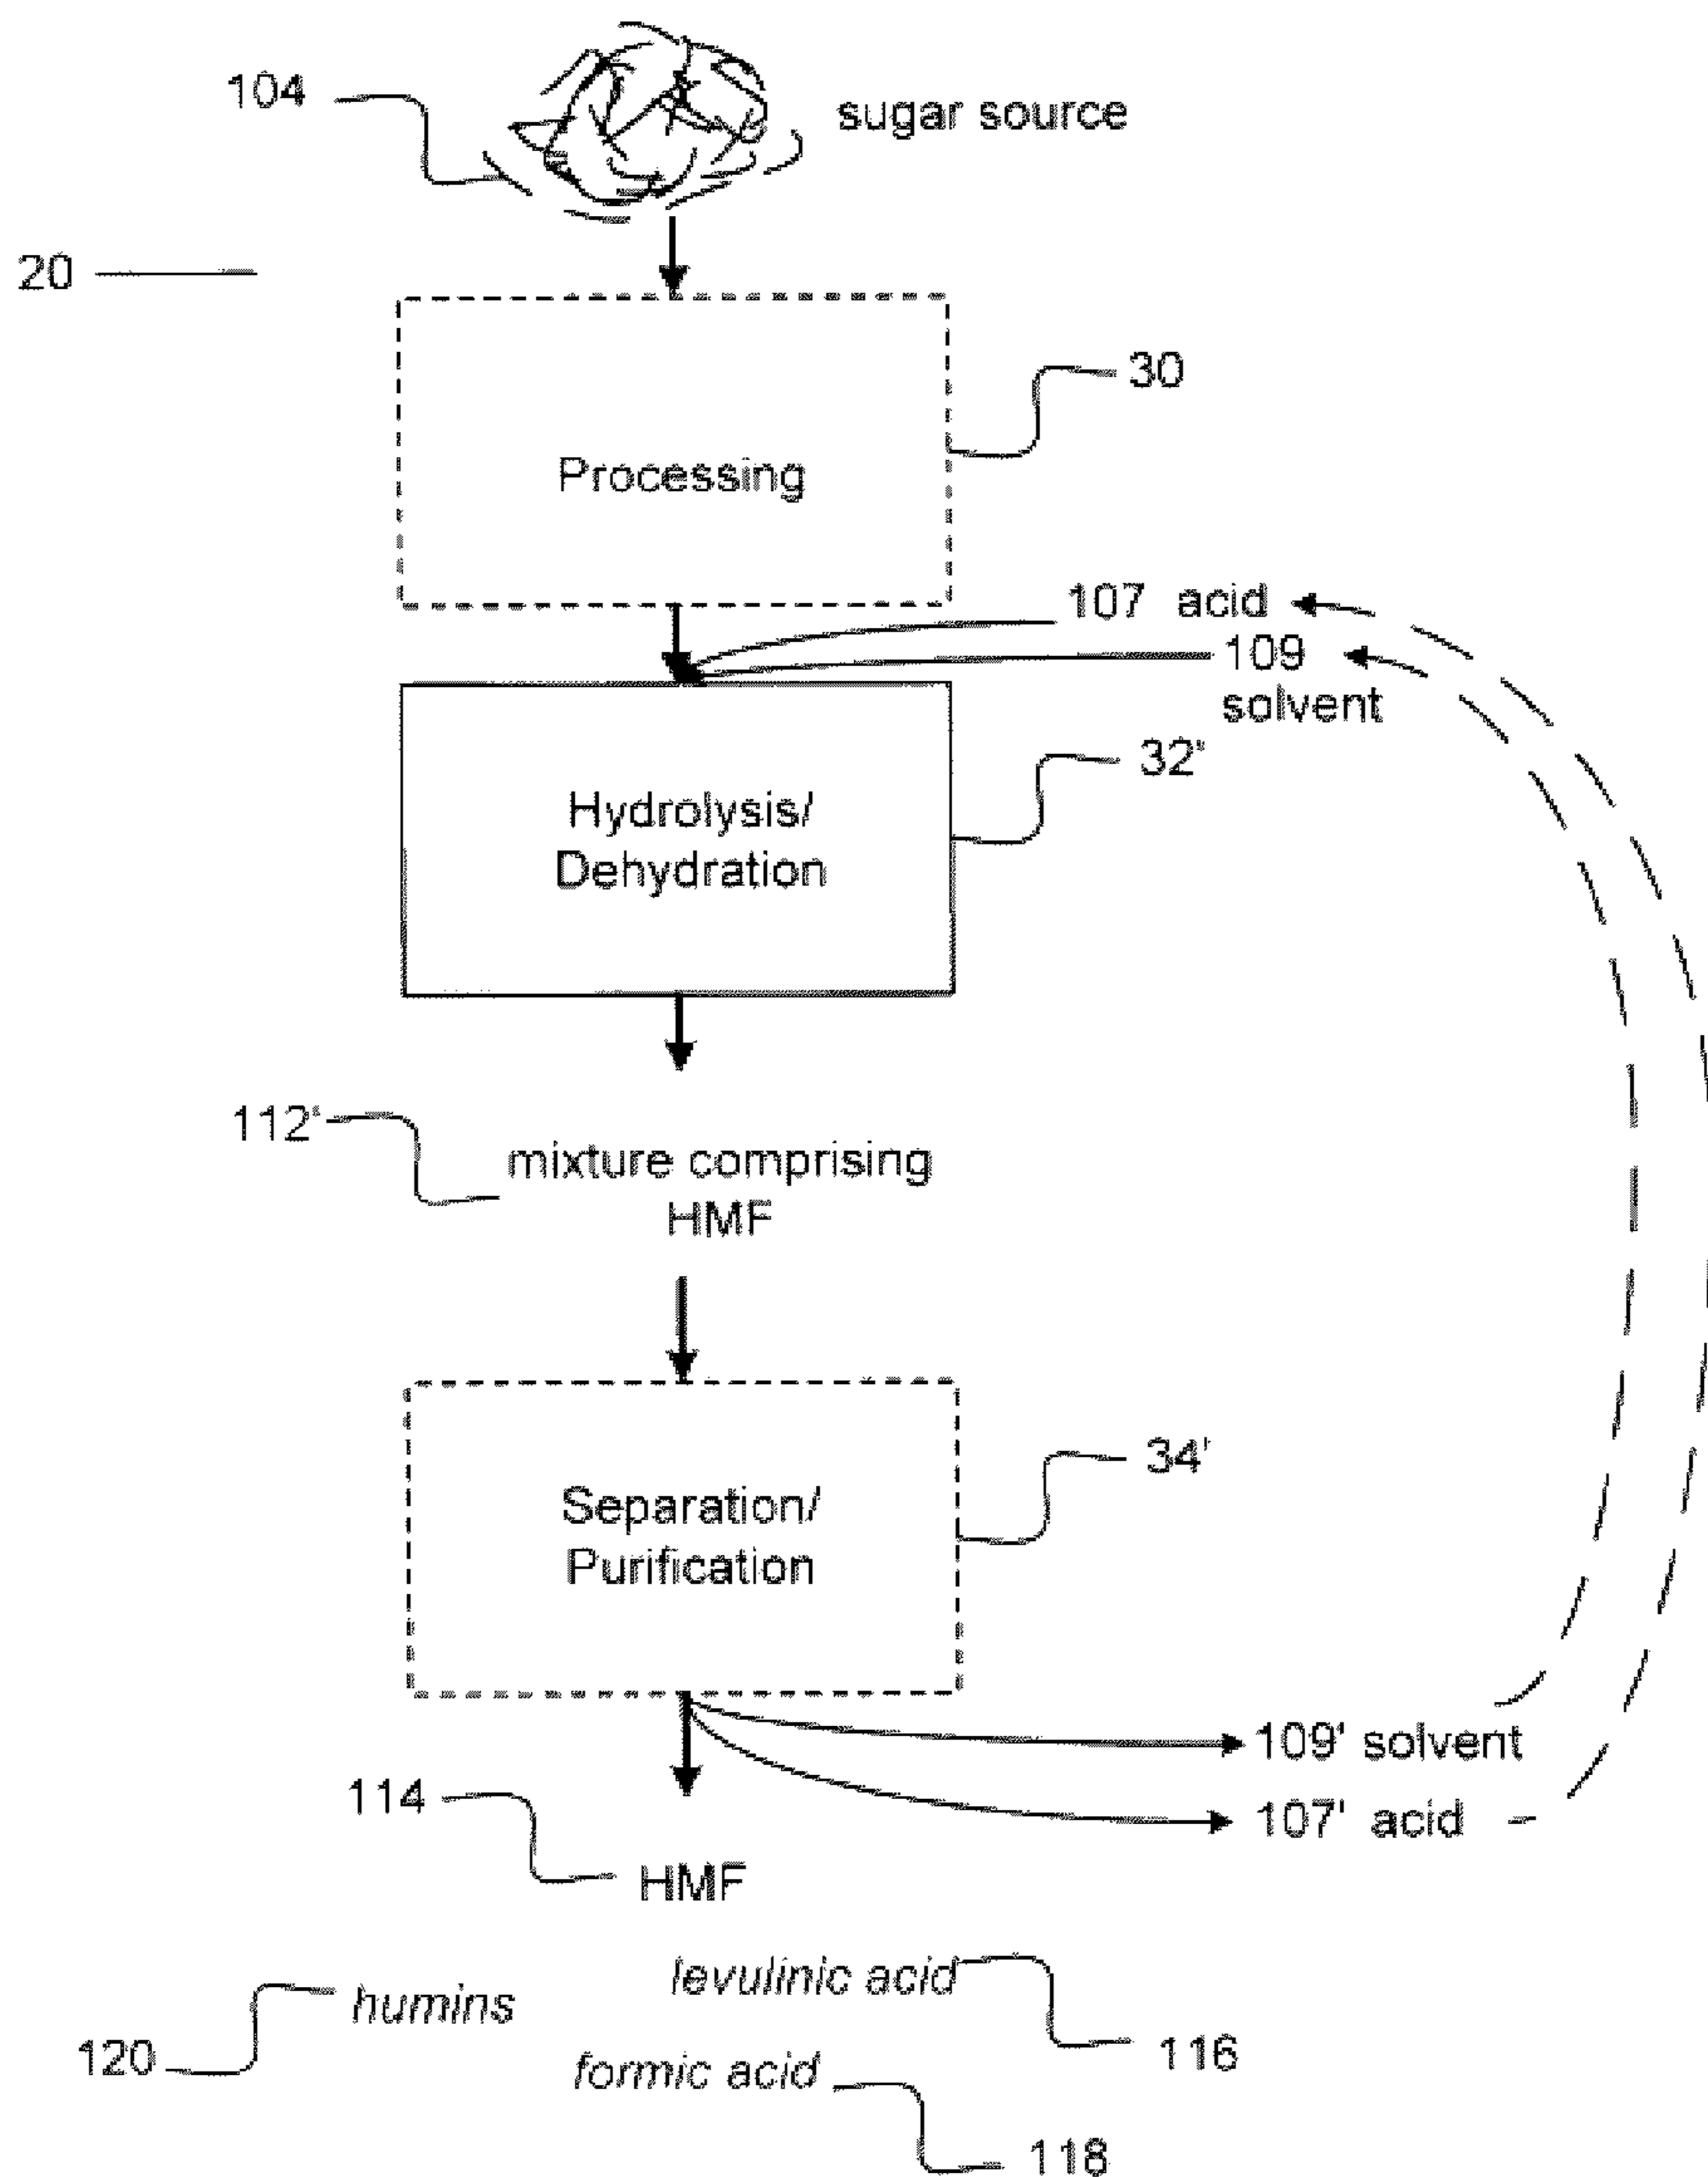 104
sugar source
20
30
Processing
107 acid
109
solvent
32'
Hydrolysis/
Dehydration
112'
mixture comprising
HMF
34'
Separation/
Purification
109' solvent
107' acid
114
HMF
levulinic acid
humins
120
116
formic acid
118